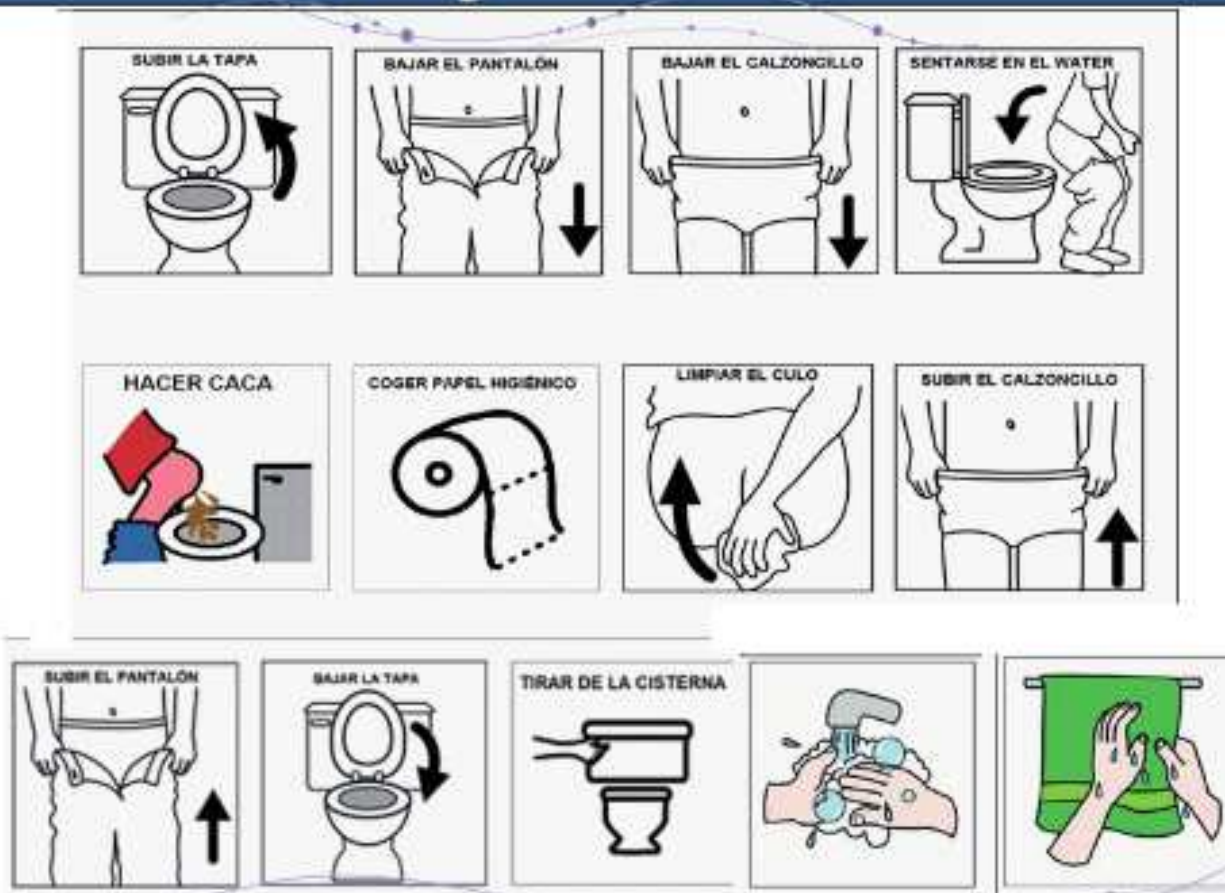 SUBIR LA TAPA
BAJAR EL PANTALÓN
BAJAR EL CALZONCILLO
SENTARSE EN EL WATER
HACER CACA
COGER PAPEL HIGIÉNICO
LIMPIAR EL CULO
SUBIR EL CALZONCILLO
SUBIR EL PANTALÓN
BAJAR LA TAPA
TIRAR DE LA CISTERNA